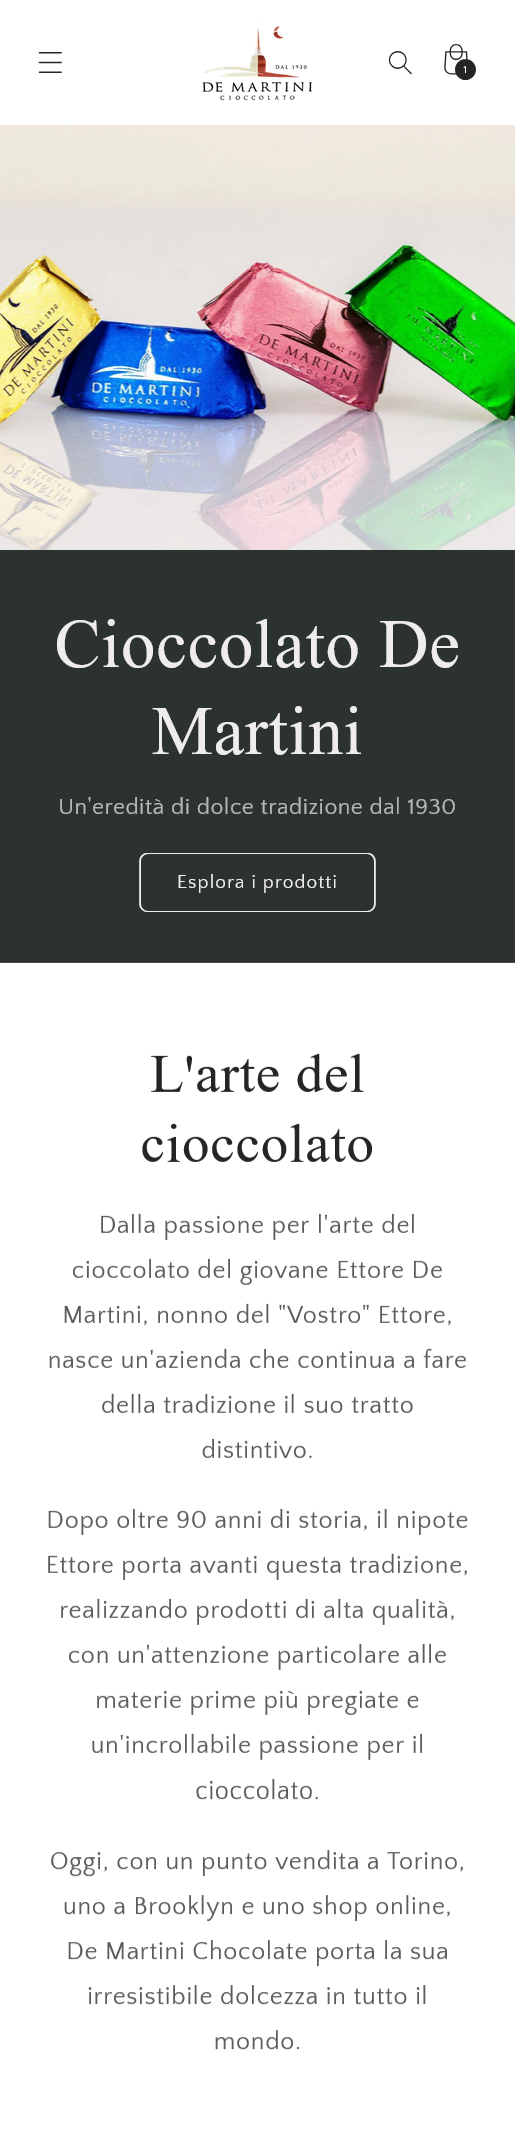 DAL 1930
DE MARTINI
CIOCCOLATO
1
DAL 1930
DE MARTINI
CIOCCOLATO
DAL 1930
DE MARTINI
CIOCCOLATO
DAL 1930
DE MARTINI
CIOCCOLATO
DE MARTINI
Cioccolato De
Martini
Un'eredità di dolce tradizione dal 1930
Esplora i prodotti
L'arte del
cioccolato
Dalla passione per l'arte del
cioccolato del giovane Ettore De
Martini, nonno del "Vostro" Ettore,
nasce un'azienda che continua a fare
della tradizione il suo tratto
distintivo.
Dopo oltre 90 anni di storia, il nipote
Ettore porta avanti questa tradizione,
realizzando prodotti di alta qualità,
con un'attenzione particolare alle
materie prime più pregiate e
un'incrollabile passione per il
cioccolato.
Oggi, con un punto vendita a Torino,
uno a Brooklyn e uno shop online,
De Martini Chocolate porta la sua
irresistibile dolcezza in tutto il
mondo.